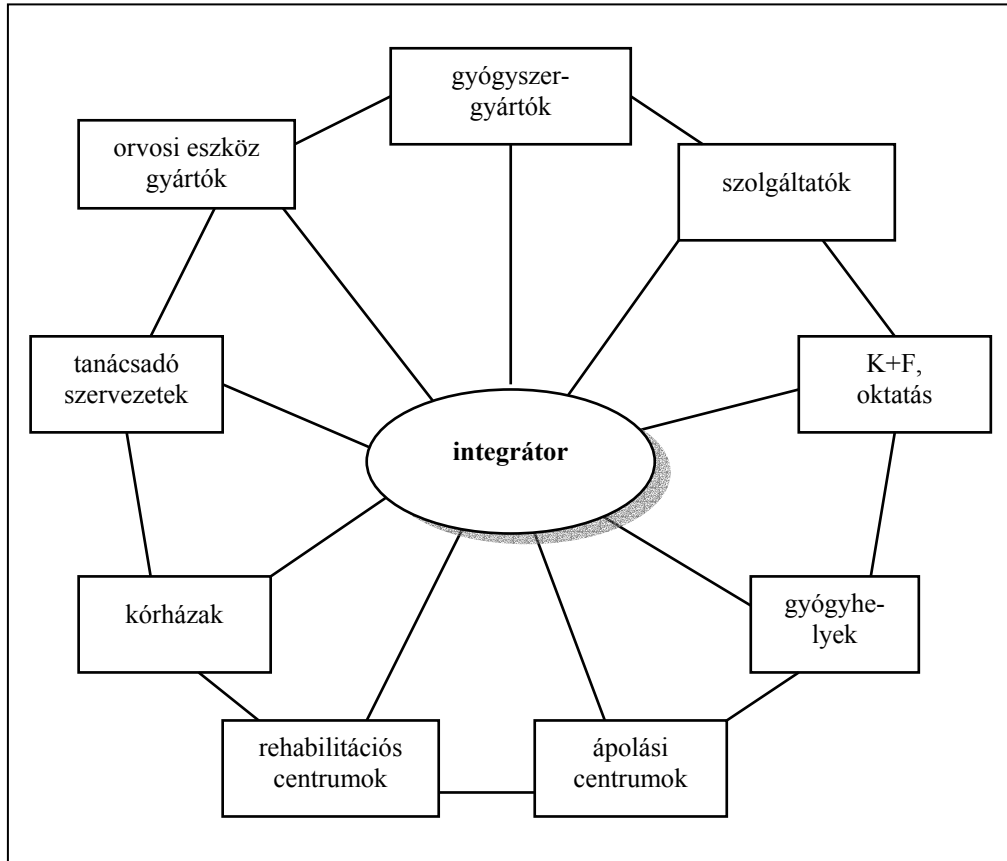 gyógyszer-
gyártók
orvosi eszköz
gyártók
szolgáltatók
tanácsadó
szervezetek
K+F,
oktatás
integrátor
kórházak
gyógyhe-
lyek
rehabilitációs
centrumok
ápolási
centrumok